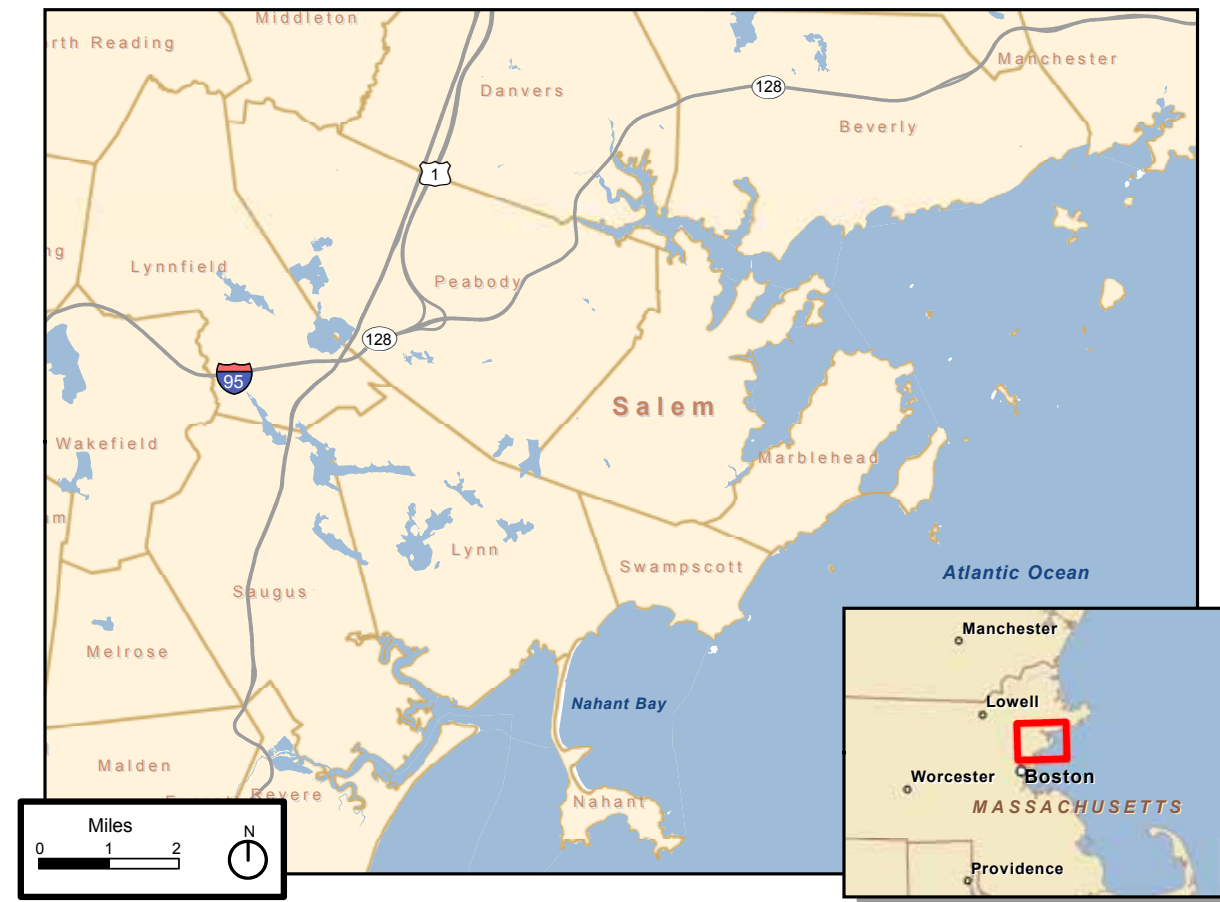 Middleton
rth Reading
Manchester
Danvers
128
Beverly
1
ng
Lynnfield
Peabody
128
95
Salem
Wakefield
Marblehead
m
Lynn
Swampscott
Atlantic Ocean
Saugus
Melrose
Nahant Bay
Malden
Revere
Nahant
Miles
0 1 2
N
Manchester
Lowell
Worcester
Boston
MASSACHUSETTS
Providence